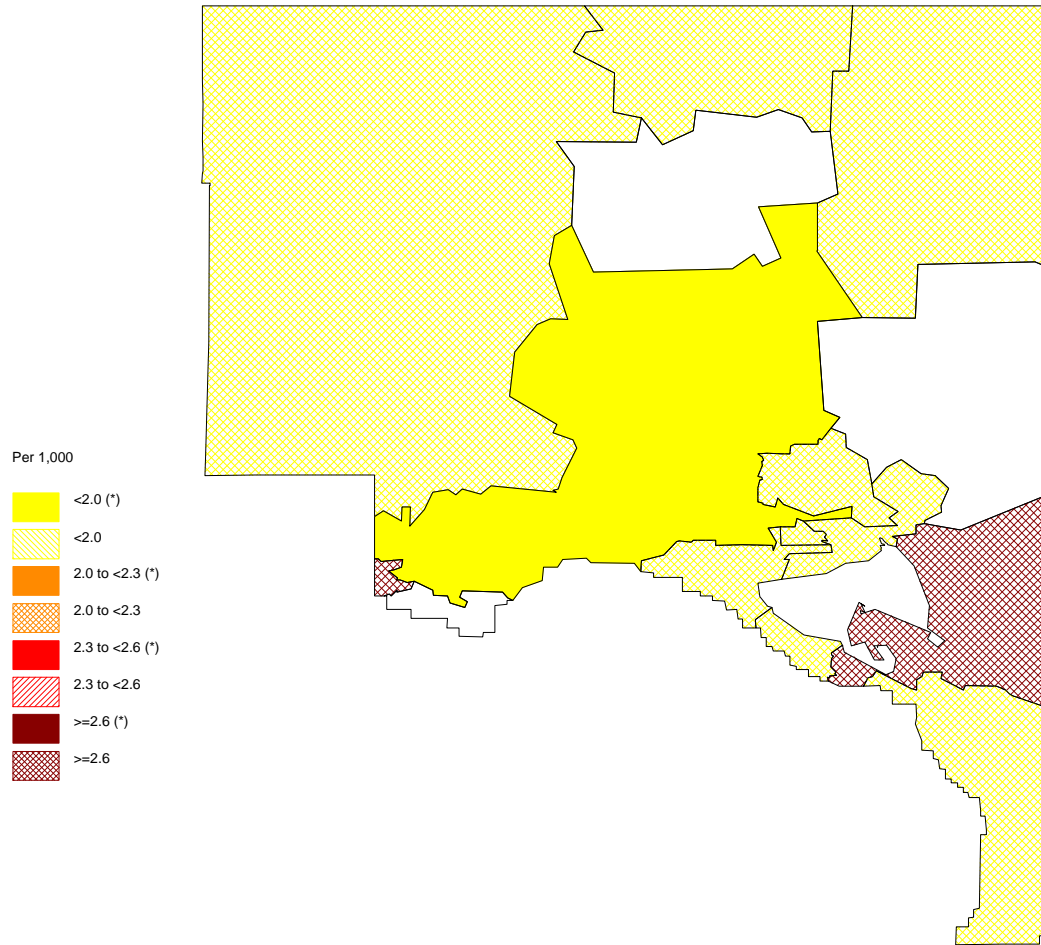 Per 1,000
<2.0 (*)
<2.0
2.0 to <2.3 (*)
2.0 to <2.3
2.3 to <2.6 (*)
2.3 to <2.6
>=2.6 (*)
>=2.6